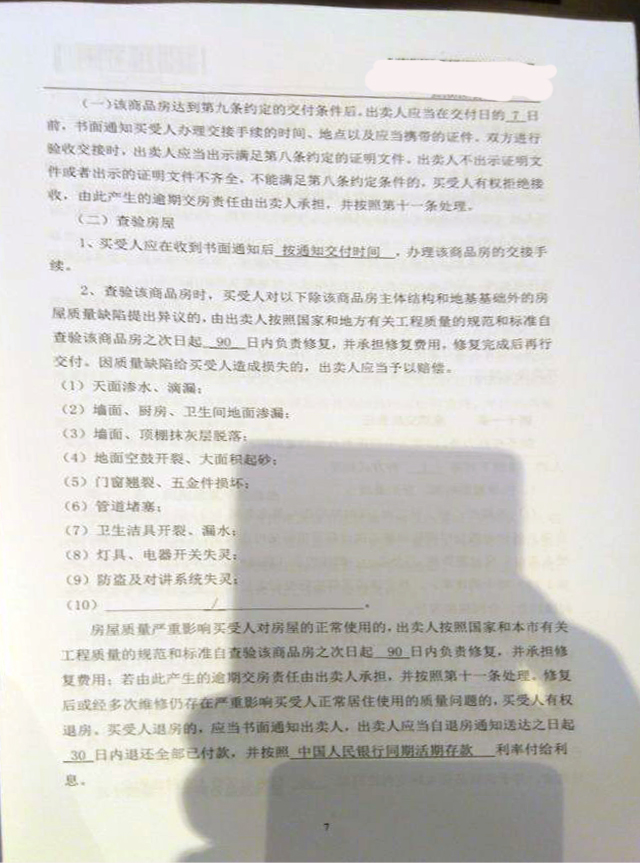 （一）该商品房达到第九条约定的交付条件后，出卖人应当在交付日的 7 日
前，书面通知买受人办理交接手续的时间、地点以及应当携带的证件。双方进行
验收交接时，出卖人应当出示满足第八条约定的证明文件。出卖人不出示证明文
件或者出示的证明文件不齐全，不能满足第八条约定条件的，买受人有权拒绝接
收，由此产生的逾期交房责任由出卖人承担，并按照第十一条处理。
（二）查验房屋
1、买受人应在收到书面通知后 按通知交付时间 ，办理该商品房的交接手
续。
2、查验该商品房时，买受人对以下除该商品房主体结构和地基基础外的房
屋质量缺陷提出异议的，由出卖人按照国家和地方有关工程质量的规范和标准自
查验该商品房之次日起 90 日内负责修复，并承担修复费用，修复完成后再行
交付。因质量缺陷给买受人造成损失的，出卖人应当予以赔偿。
（1）天面渗水、滴漏；
（2）墙面、厨房、卫生间地面渗漏；
（3）墙面、顶棚抹灰层脱落；
（4）地面空鼓开裂、大面积起砂；
（5）门窗翘裂、五金件损坏；
（6）管道堵塞；
（7）卫生洁具开裂、漏水；
（8）灯具、电器开关失灵；
（9）防盗及对讲系统失灵；
（10）/。
房屋质量严重影响买受人对房屋的正常使用的，出卖人按照国家和本市有关
工程质量的规范和标准自查验该商品房之次日起 90 日内负责修复，并承担修
复费用；若由此产生的逾期交房责任由出卖人承担，并按照第十一条处理。修复
后或经多次维修仍存在严重影响买受人正常居住使用的质量问题的，买受人有权
退房。买受人退房的，应当书面通知出卖人，出卖人应当自退房通知送达之日起
30 日内退还全部已付款，并按照 中国人民银行同期活期存款 利率付给利
息。
7